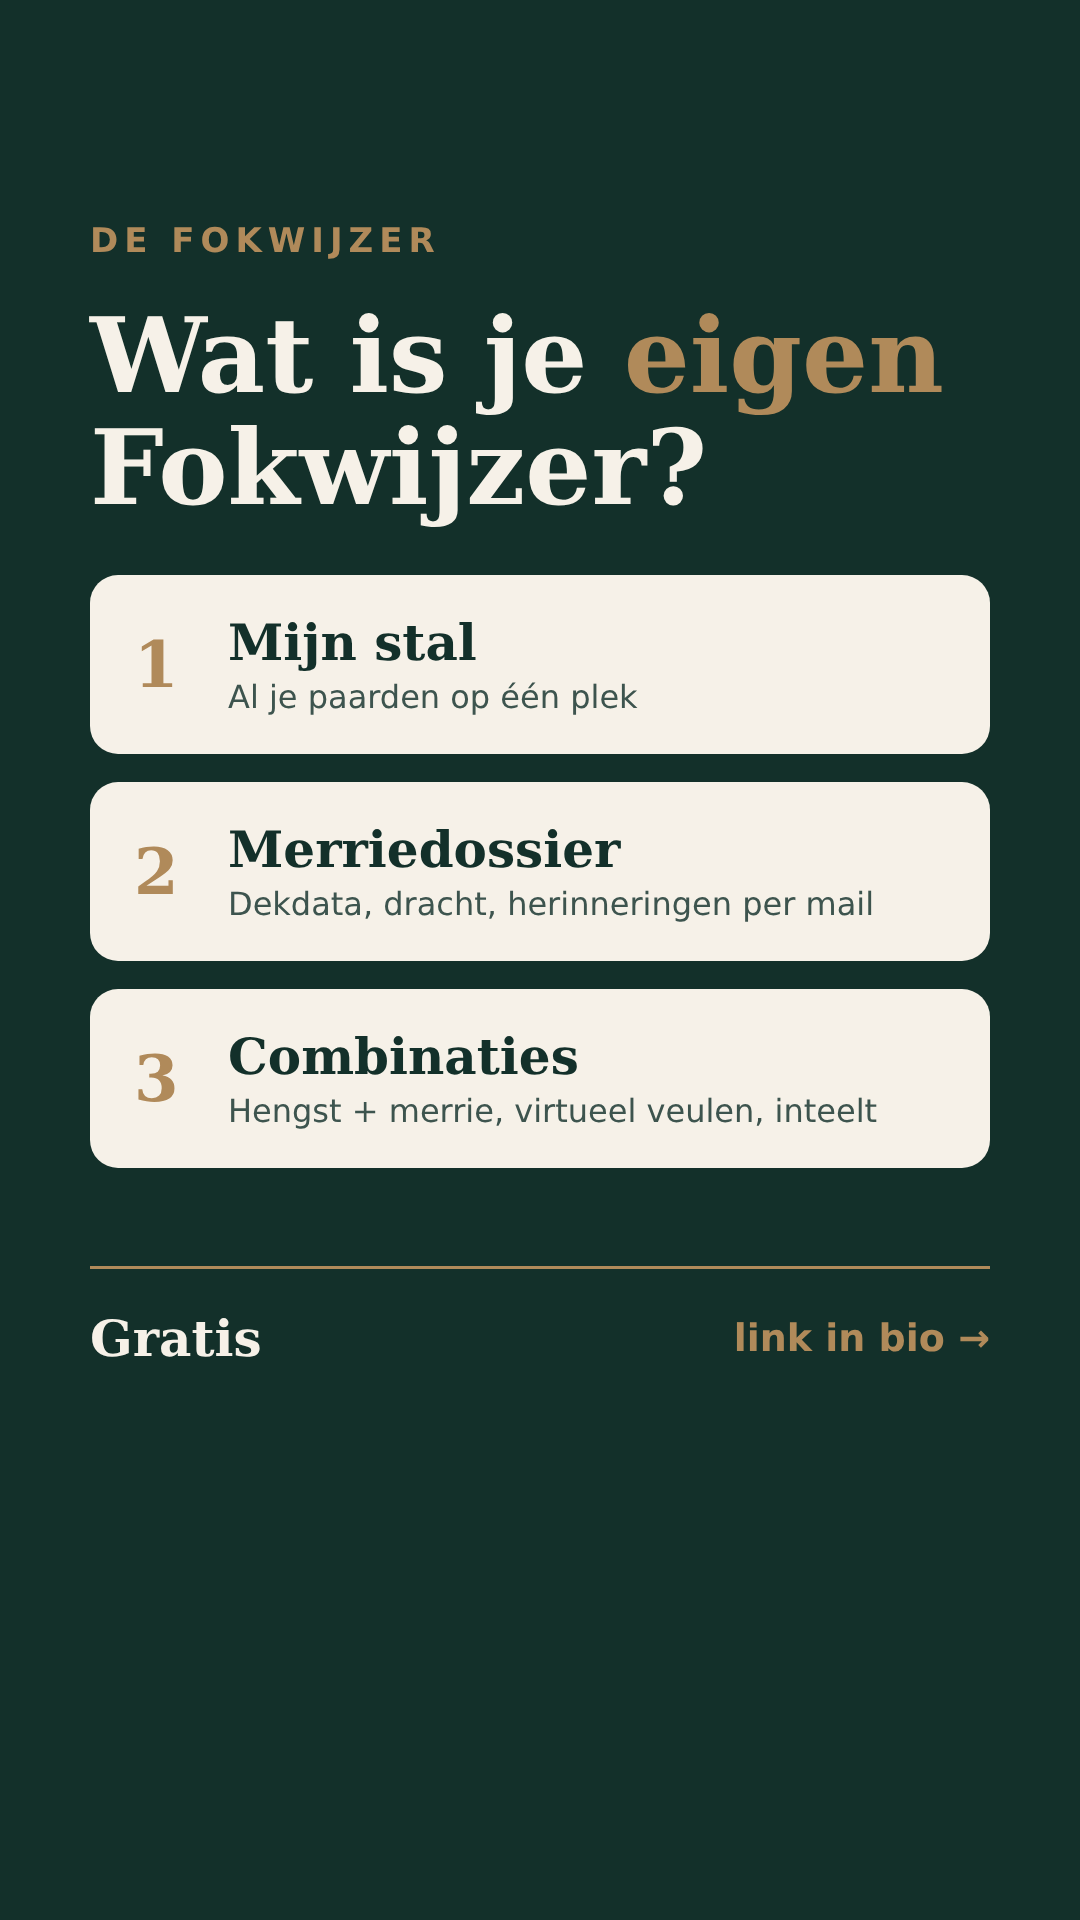 DE FOKWIJZER
Wat is je eigen
Fokwijzer?
1
Mijn stal
Al je paarden op één plek
2
Merriedossier
Dekdata, dracht, herinneringen per mail
3
Combinaties
Hengst + merrie, virtueel veulen, inteelt
Gratis
link in bio →